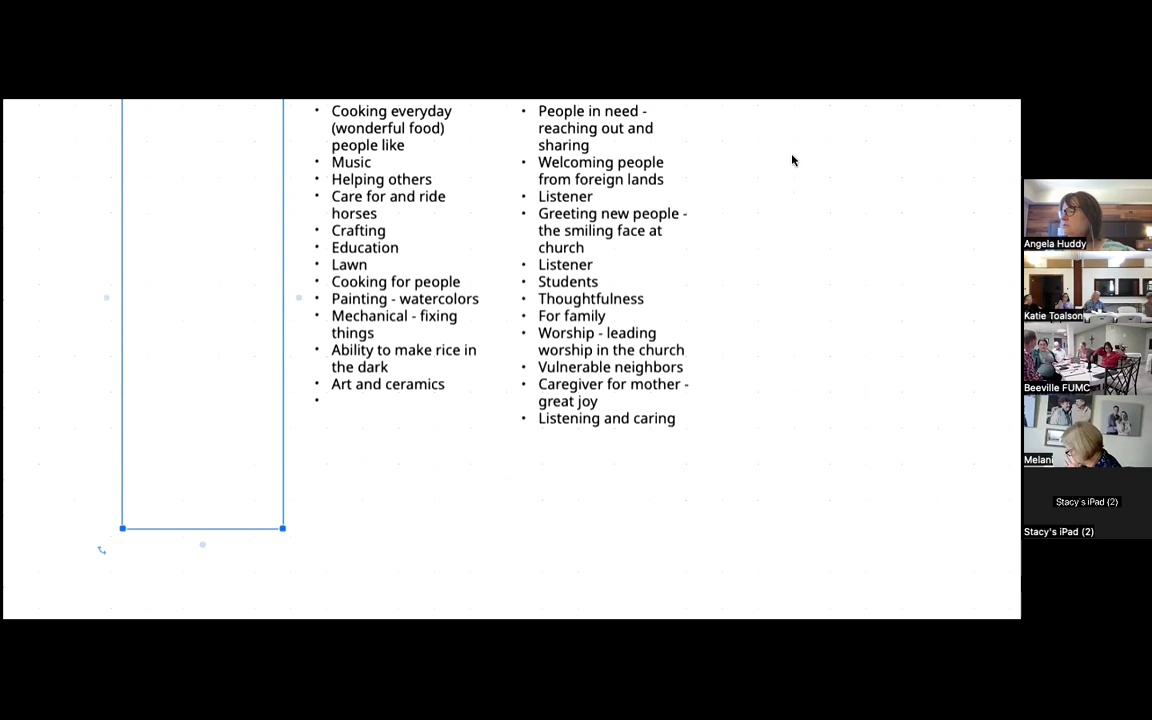 • Cooking everyday
(wonderful food)
people like
• Music
• Helping others
• Care for and ride
horses
• Crafting
• Education
• Lawn
• Cooking for people
• Painting - watercolors
• Mechanical - fixing
things
• Ability to make rice in
the dark
• Art and ceramics
•
• People in need -
reaching out and
sharing
• Welcoming people
from foreign lands
• Listener
• Greeting new people -
the smiling face at
church
• Listener
• Students
• Thoughtfulness
• For family
• Worship - leading
worship in the church
• Vulnerable neighbors
• Caregiver for mother -
great joy
• Listening and caring
Angela Huddy
Katie Toalson
Beeville FUMC
Melani
Stacy's iPad (2)
Stacy's iPad (2)